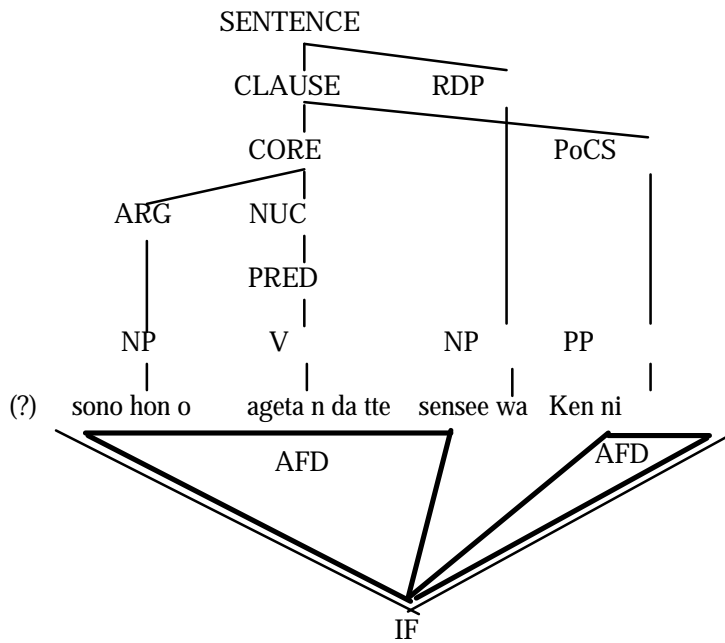 SENTENCE
CLAUSE RDP
CORE PoCS
ARG NUC
PRED
NP V NP PP
(?) sono hon o ageta n da tte sensee wa Ken ni
AFD AFD
IF